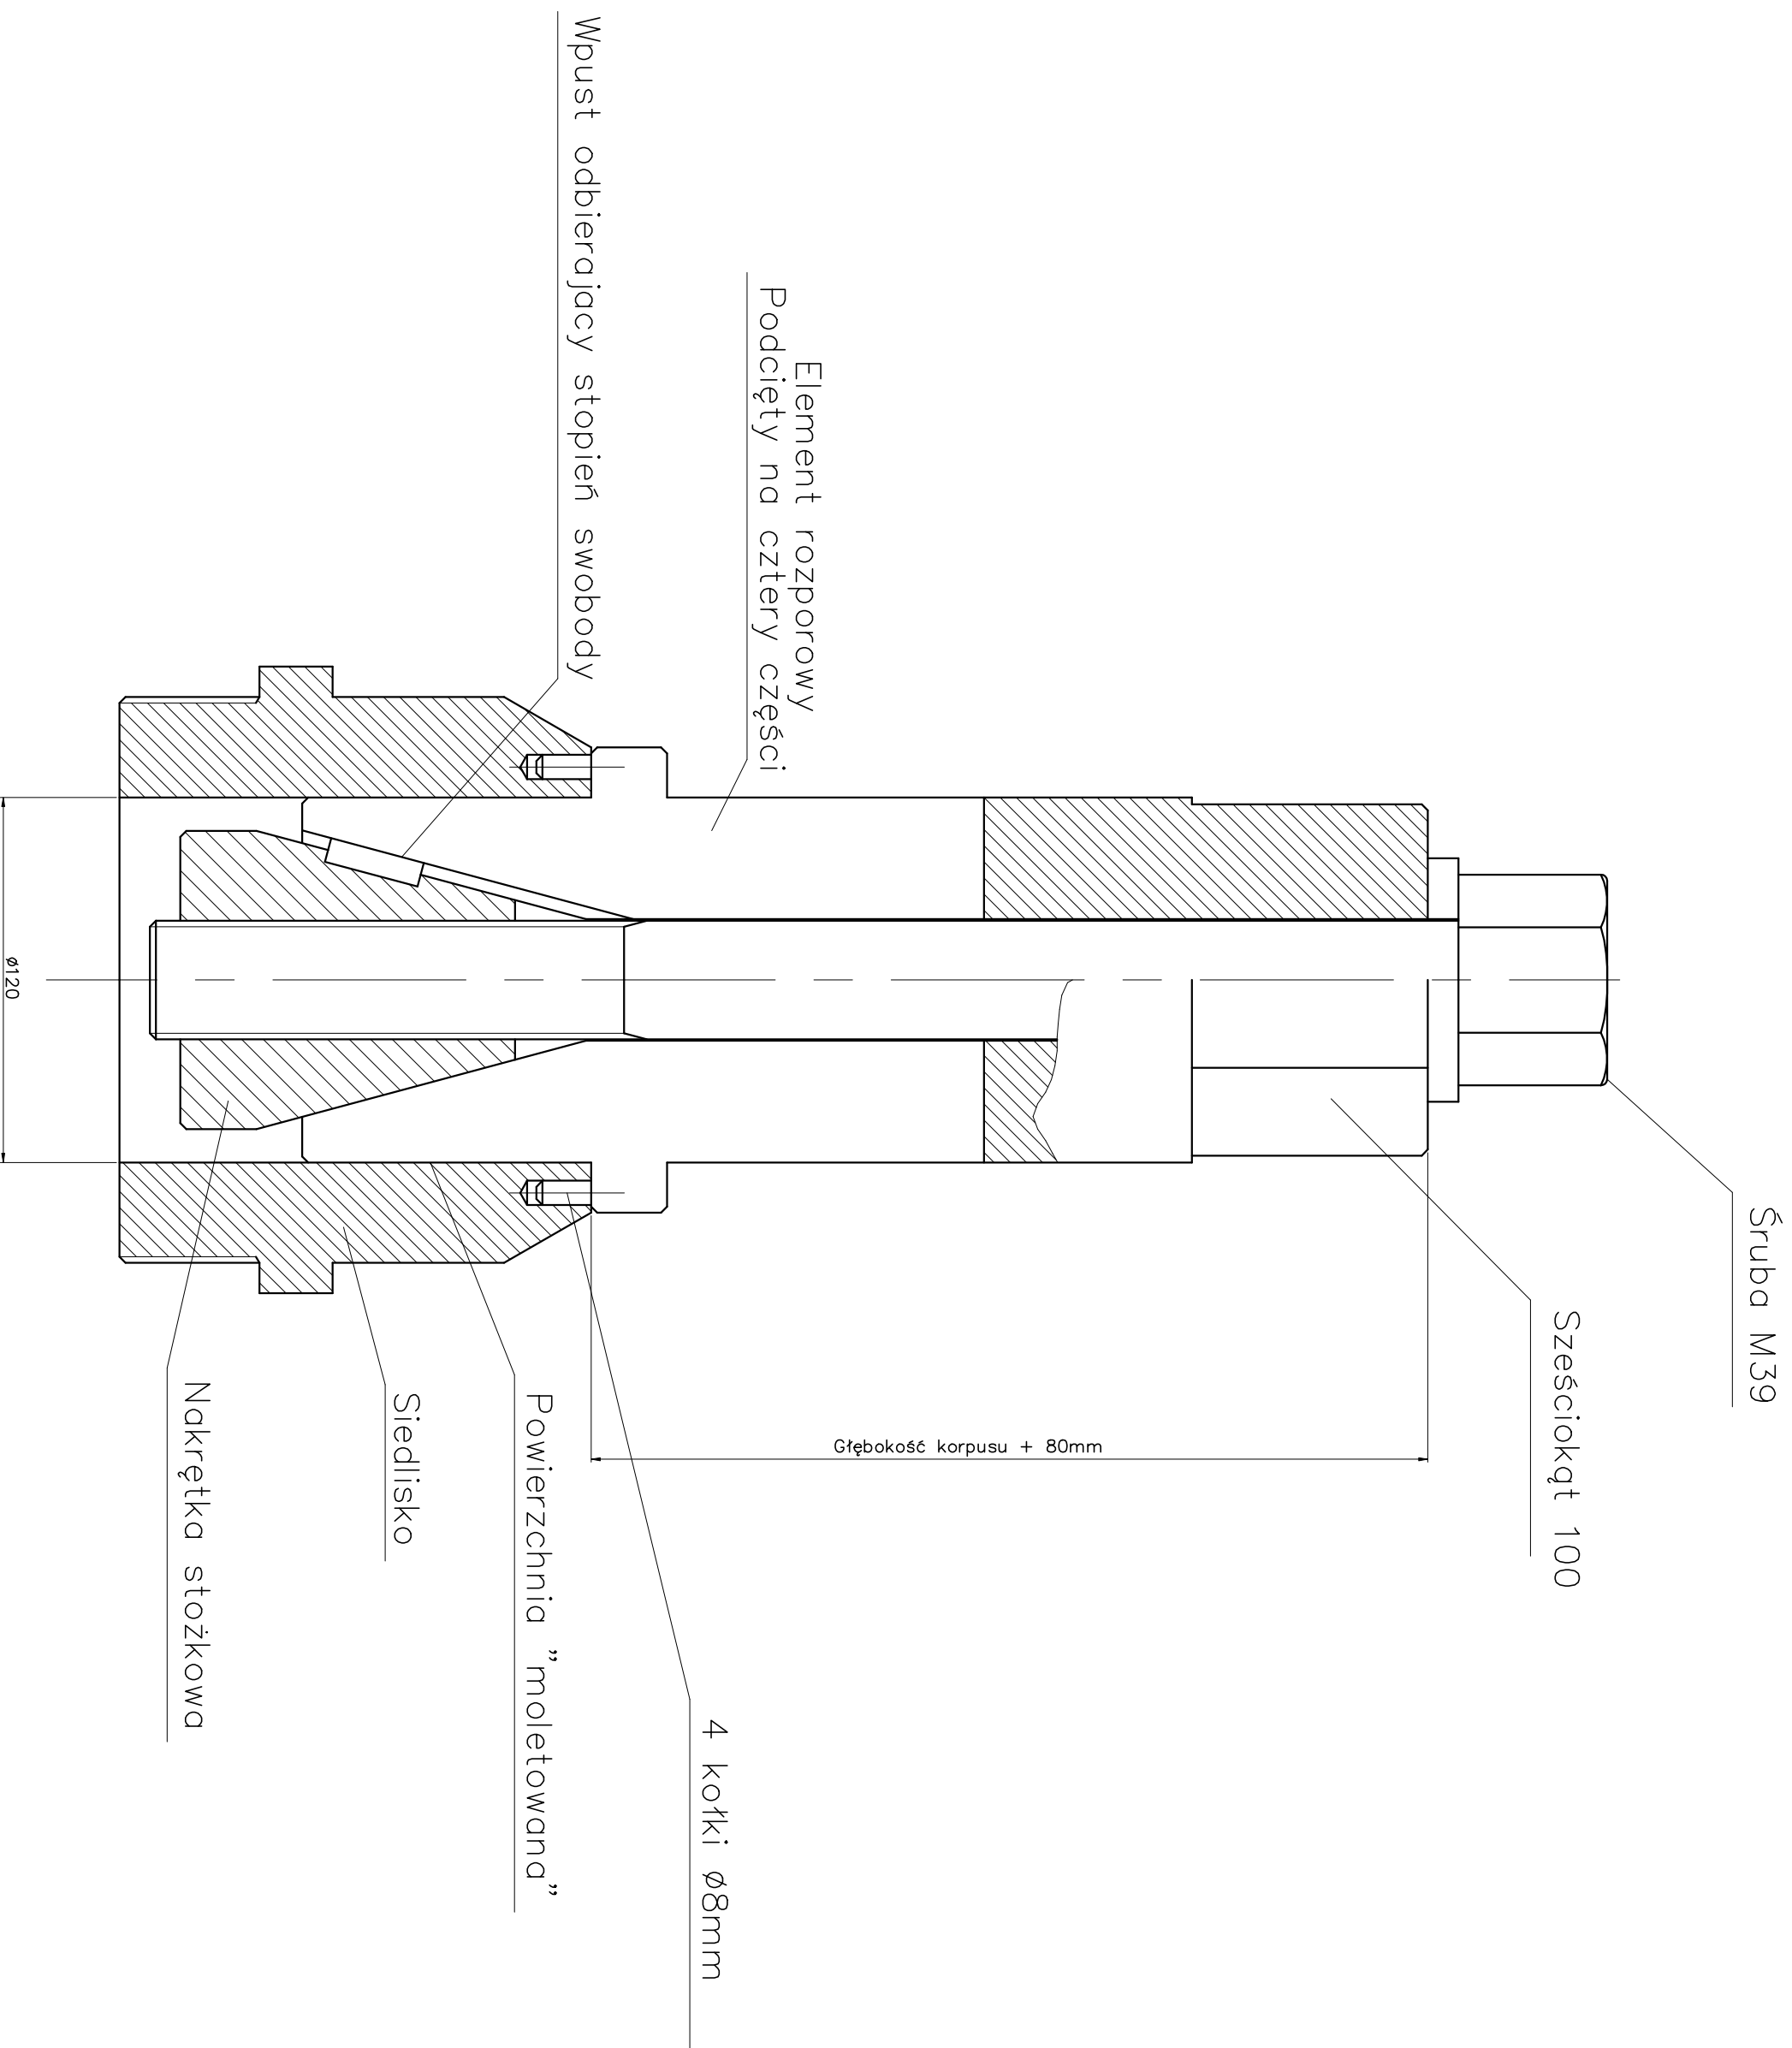 Śruba M39
Sześciokąt 100
Element rozporowy
Podcięty na cztery części
4 kołki ø8mm
Wpust odbierajacy stopień swobody
Powierzchnia "moletowana"
Siedlisko
Nakrętka stożkowa
Głębokość korpusu + 80mm
ø120